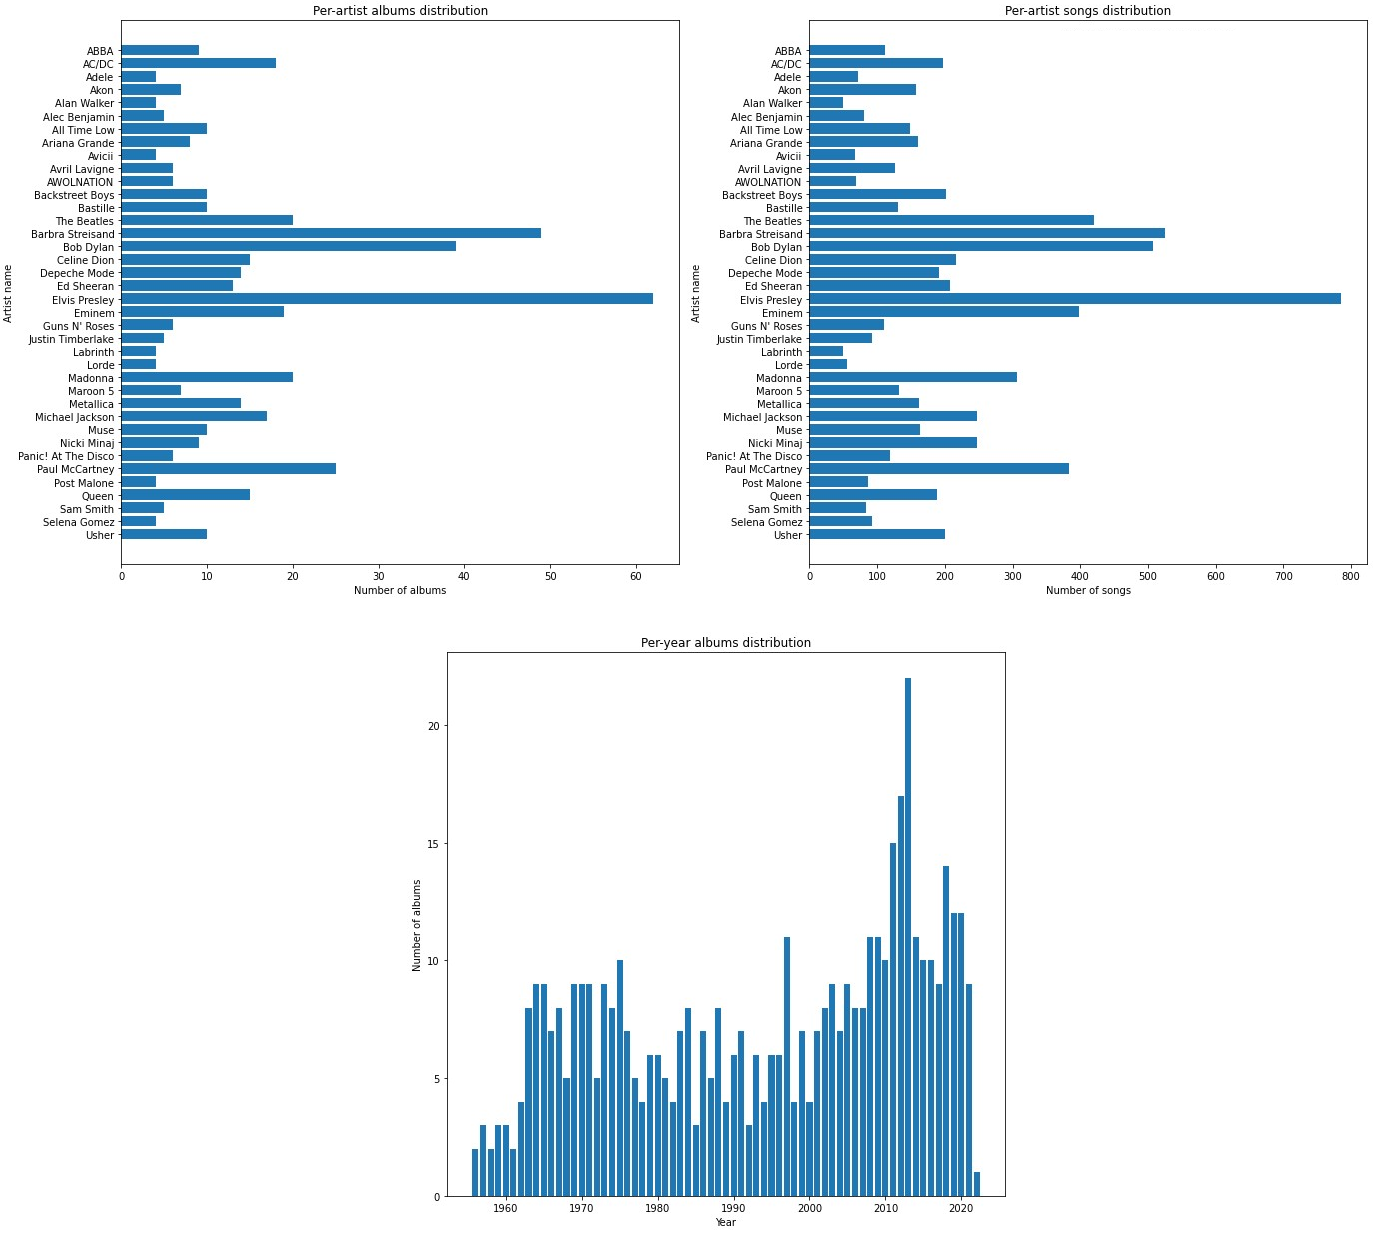 Per-artist albums distribution
Artist name
ABBA
AC/DC
Adele
Akon
Alan Walker
Alec Benjamin
All Time Low
Ariana Grande
Avicii
Avril Lavigne
AWOLNATION
Backstreet Boys
Bastille
The Beatles
Barbra Streisand
Bob Dylan
Celine Dion
Depeche Mode
Ed Sheeran
Elvis Presley
Eminem
Guns N' Roses
Justin Timberlake
Labrinth
Lorde
Madonna
Maroon 5
Metallica
Michael Jackson
Muse
Nicki Minaj
Panic! At The Disco
Paul McCartney
Post Malone
Queen
Sam Smith
Selena Gomez
Usher
0 10 20 30 40 50 60
Number of albums
Per-artist songs distribution
Artist name
ABBA
AC/DC
Adele
Akon
Alan Walker
Alec Benjamin
All Time Low
Ariana Grande
Avicii
Avril Lavigne
AWOLNATION
Backstreet Boys
Bastille
The Beatles
Barbra Streisand
Bob Dylan
Celine Dion
Depeche Mode
Ed Sheeran
Elvis Presley
Eminem
Guns N' Roses
Justin Timberlake
Labrinth
Lorde
Madonna
Maroon 5
Metallica
Michael Jackson
Muse
Nicki Minaj
Panic! At The Disco
Paul McCartney
Post Malone
Queen
Sam Smith
Selena Gomez
Usher
0 100 200 300 400 500 600 700 800
Number of songs
Per-year albums distribution
Number of albums
20
15
10
5
0
1960 1970 1980 1990 2000 2010 2020
Year